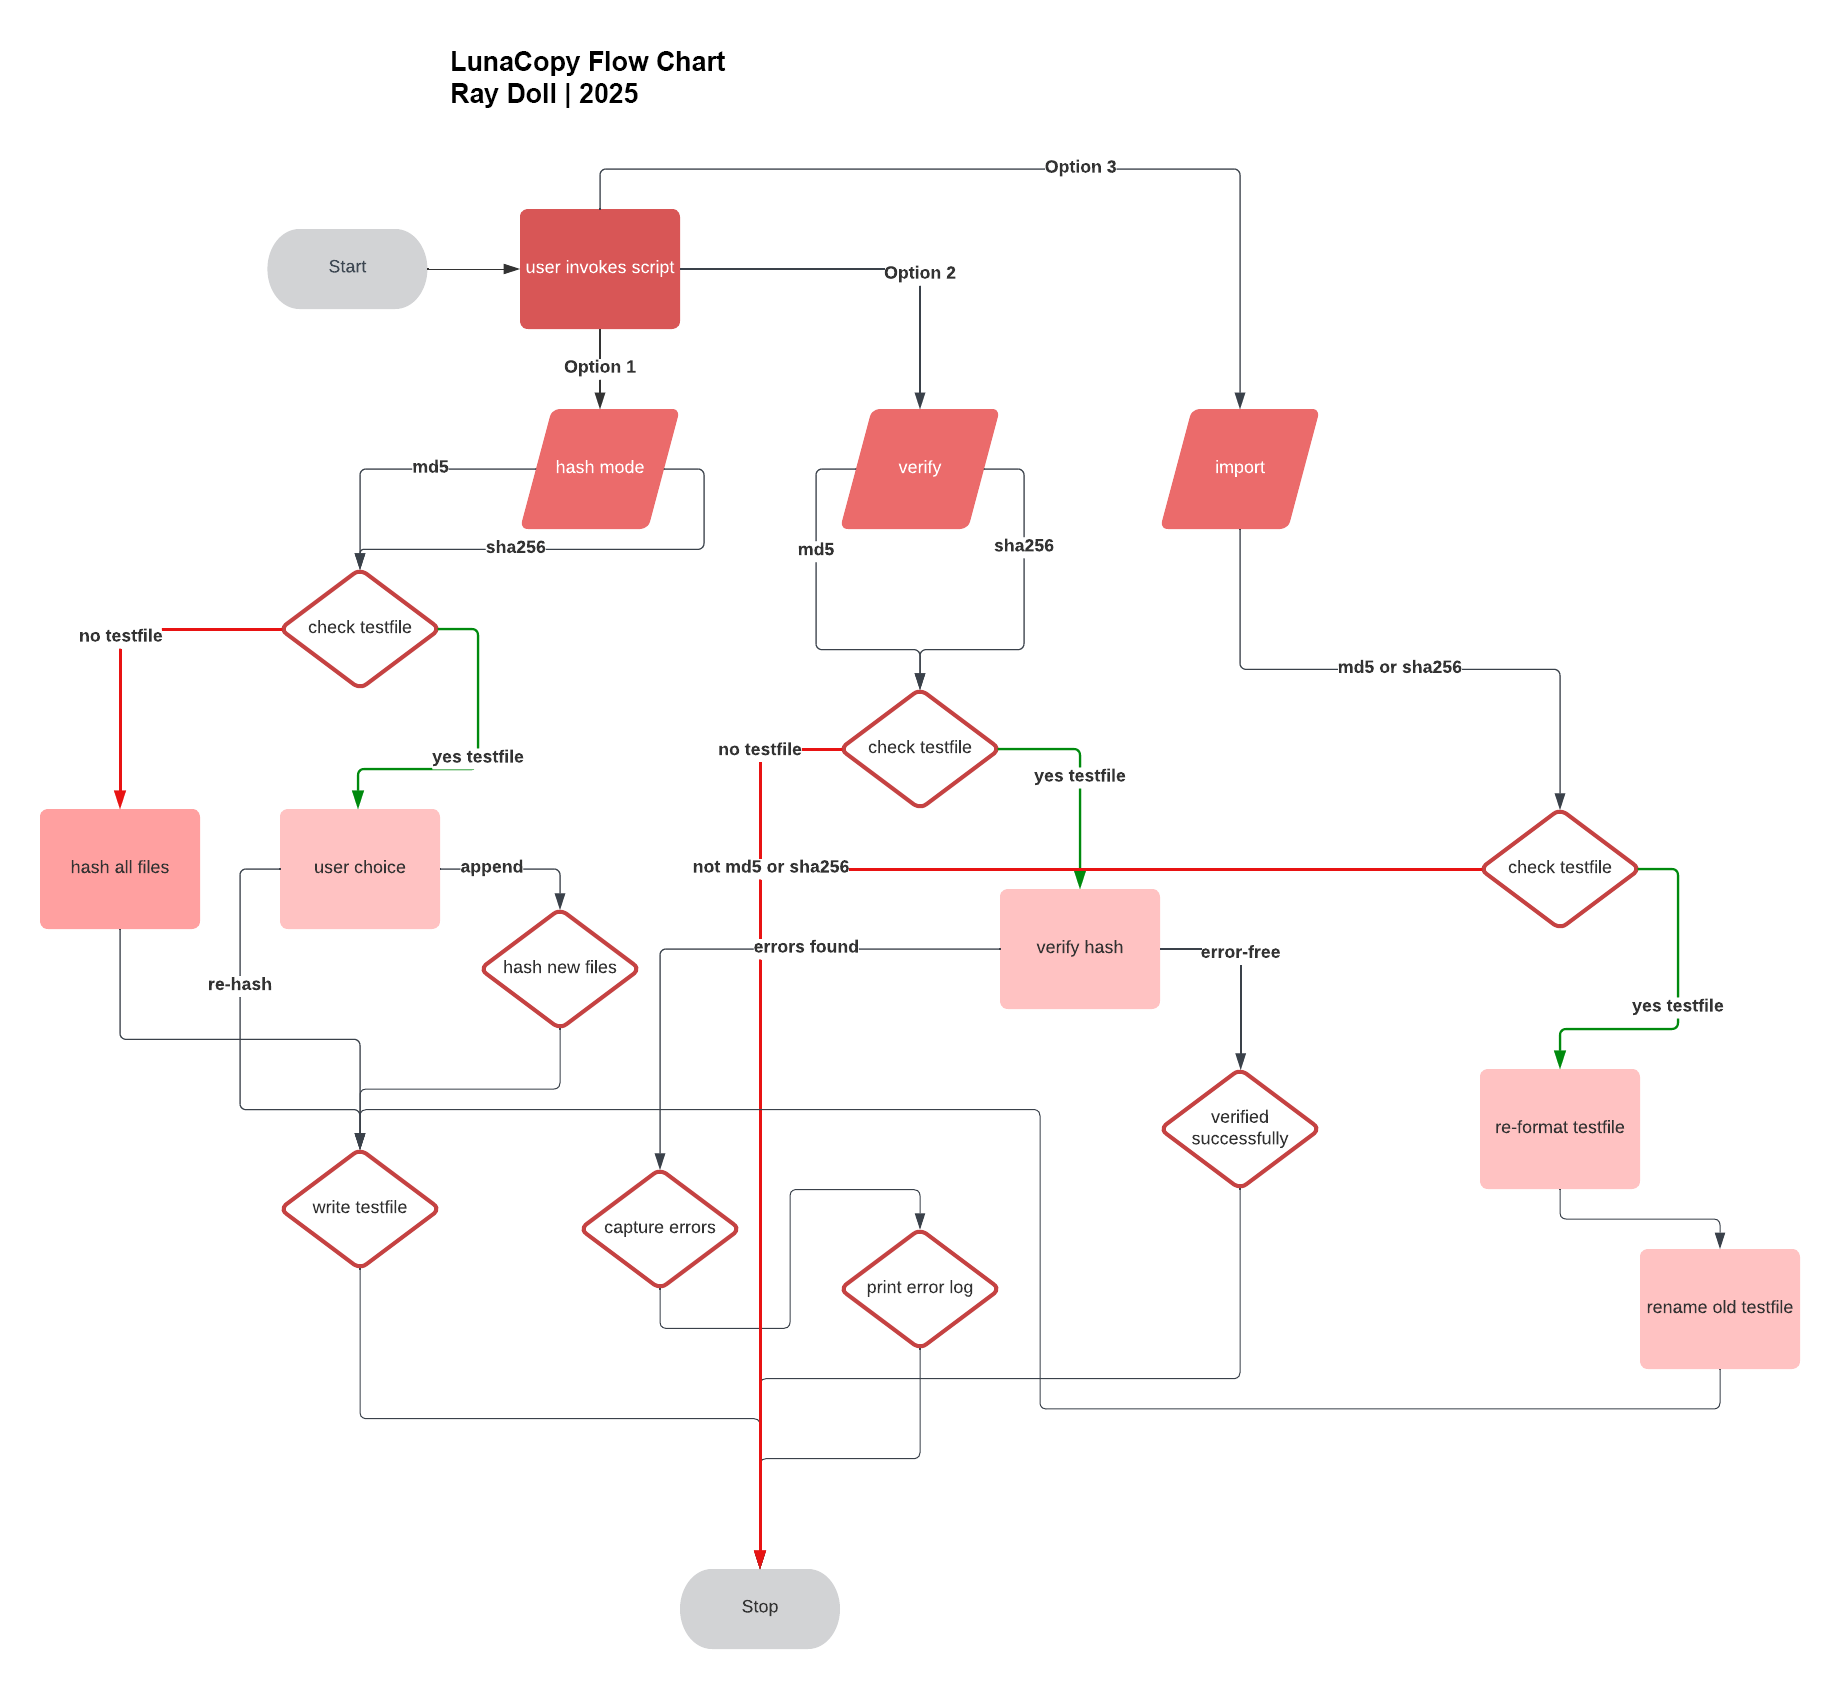 LunaCopy Flow Chart
Ray Doll | 2025
Option 3
Start
user invokes script
Option 2
Option 1
hash mode
verify
import
md5
sha256
md5
sha256
check testfile
no testfile
md5 or sha256
yes testfile
check testfile
no testfile
yes testfile
hash all files
user choice
append
not md5 or sha256
check testfile
errors found
verify hash
error-free
hash new files
re-hash
yes testfile
verified
successfully
re-format testfile
write testfile
capture errors
print error log
rename old testfile
Stop